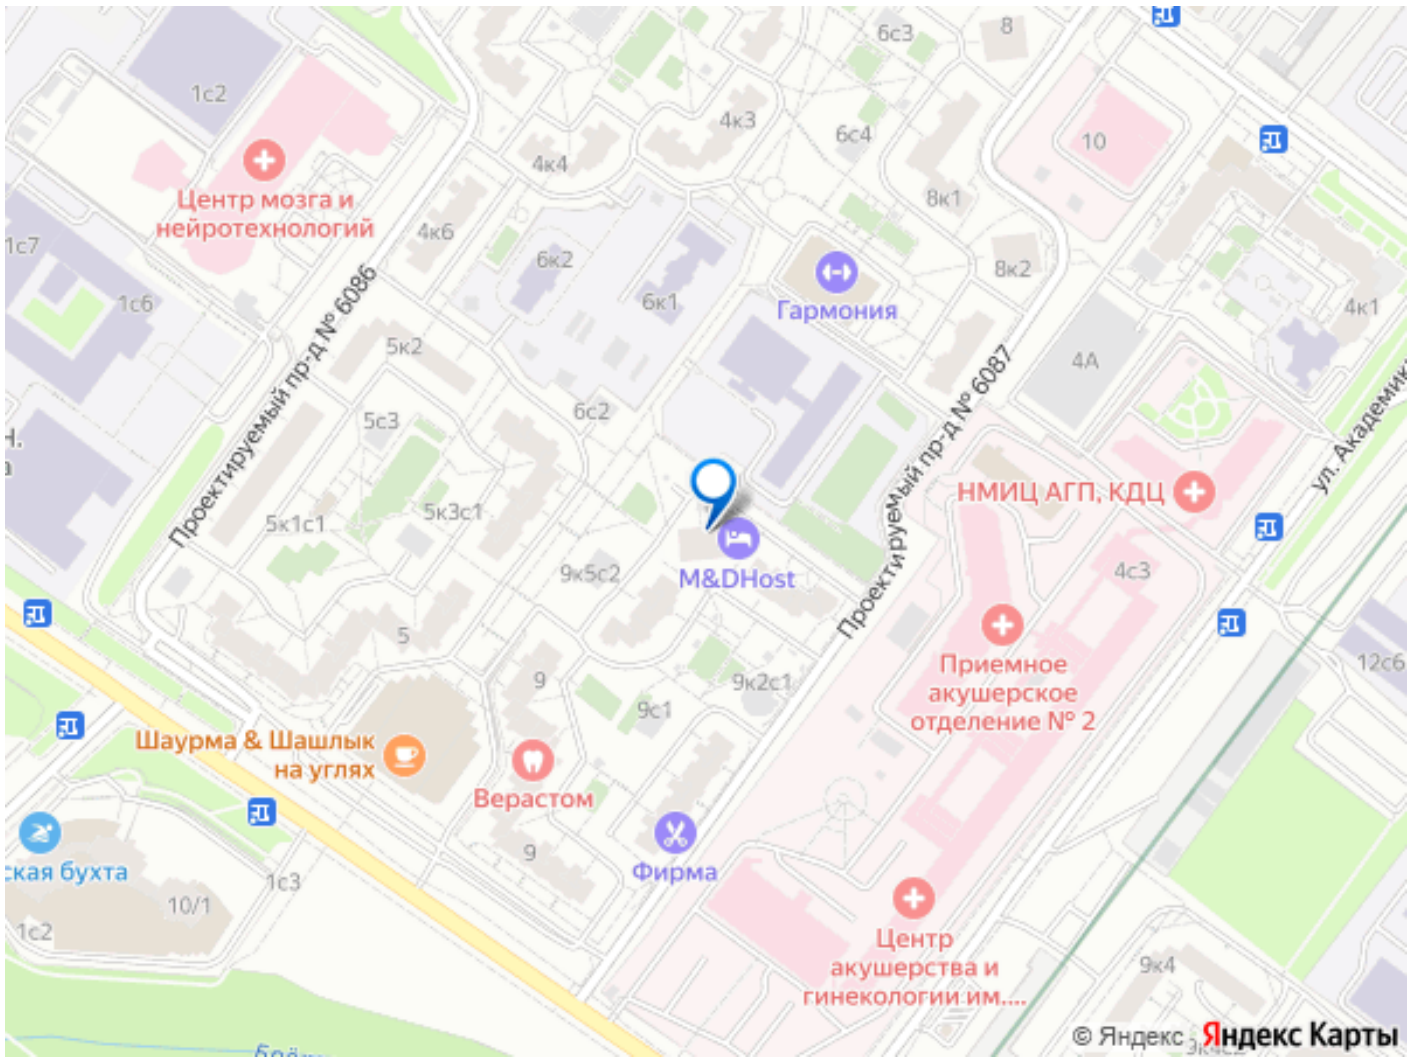 6с3
8
1с2
4к3
6с4
10
4к4
Центр мозга и
нейротехнологий
8к1
4к6
1с7
6к2
8к2
1с6
6к1
Гармония
4к1
Проектируемый пр-д № 6086
5к2
4А
6с2
5с3
Проектируемый пр-д № 6087
ул. Академика
НМИЦ АГП, КДЦ
5к1с1
5к3с1
9к5с2
M&DHost
4с3
5
Приемное
акушерское
отделение № 2
12с6
9
9к2с1
9с1
Шаурма & Шашлык
на углях
Верастом
Фирма
9
ская бухта
1с3
10/1
1с2
Центр
акушерства и
гинекологии им....
9к4
© Яндекс
Яндекс Карты